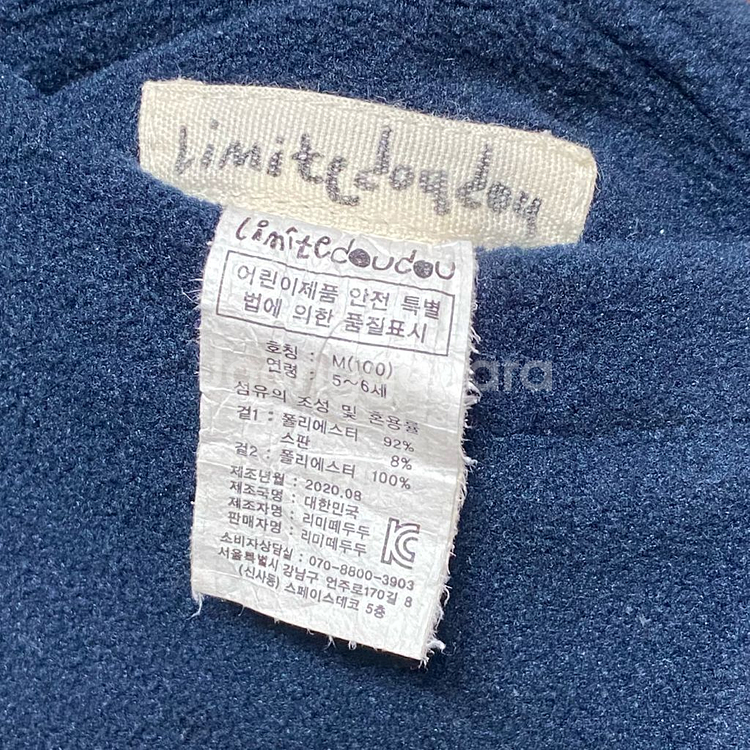 limitedoudou
limitedoudou
어린이제품 안전 특별
법에 의한 품질표시
호칭 : M(100)
연령 : 5~6세
섬유의 조성 및 혼용률
겉1 : 폴리에스터 92%
스판 8%
겉2 : 폴리에스터 100%
제조년월 : 2020.08
제조국명 : 대한민국
제조자명 : 리미떼두두
판매자명 : 리미떼두두
소비자상담실 : 070-8800-3903
서울특별시 강남구 언주로170길 8
(신사동) 스페이스데코 5층